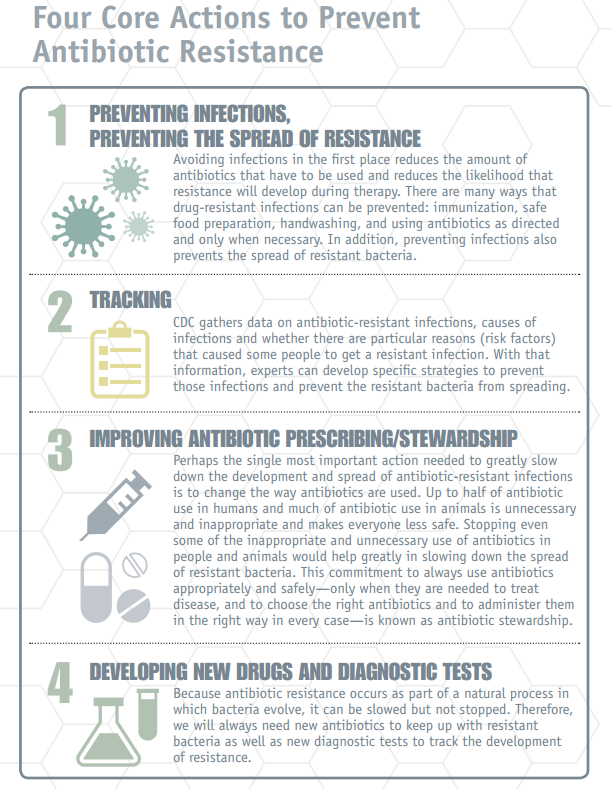 Four Core Actions to Prevent
Antibiotic Resistance
1
PREVENTING INFECTIONS,
PREVENTING THE SPREAD OF RESISTANCE
Avoiding infections in the first place reduces the amount of
antibiotics that have to be used and reduces the likelihood that
resistance will develop during therapy. There are many ways that
drug-resistant infections can be prevented: immunization, safe
food preparation, handwashing, and using antibiotics as directed
and only when necessary. In addition, preventing infections also
prevents the spread of resistant bacteria.
2
TRACKING
CDC gathers data on antibiotic-resistant infections, causes of
infections and whether there are particular reasons (risk factors)
that caused some people to get a resistant infection. With that
information, experts can develop specific strategies to prevent
those infections and prevent the resistant bacteria from spreading.
3
IMPROVING ANTIBIOTIC PRESCRIBING/STEWARDSHIP
Perhaps the single most important action needed to greatly slow
down the development and spread of antibiotic-resistant infections
is to change the way antibiotics are used. Up to half of antibiotic
use in humans and much of antibiotic use in animals is unnecessary
and inappropriate and makes everyone less safe. Stopping even
some of the inappropriate and unnecessary use of antibiotics in
people and animals would help greatly in slowing down the spread
of resistant bacteria. This commitment to always use antibiotics
appropriately and safely—only when they are needed to treat
disease, and to choose the right antibiotics and to administer them
in the right way in every case—is known as antibiotic stewardship.
4
DEVELOPING NEW DRUGS AND DIAGNOSTIC TESTS
Because antibiotic resistance occurs as part of a natural process in
which bacteria evolve, it can be slowed but not stopped. Therefore,
we will always need new antibiotics to keep up with resistant
bacteria as well as new diagnostic tests to track the development
of resistance.